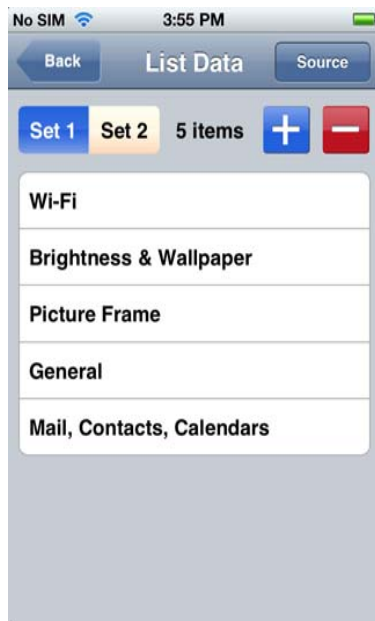 No SIM 3:55 PM
Back List Data Source
Set 1 Set 2 5 items + −
Wi-Fi
Brightness & Wallpaper
Picture Frame
General
Mail, Contacts, Calendars